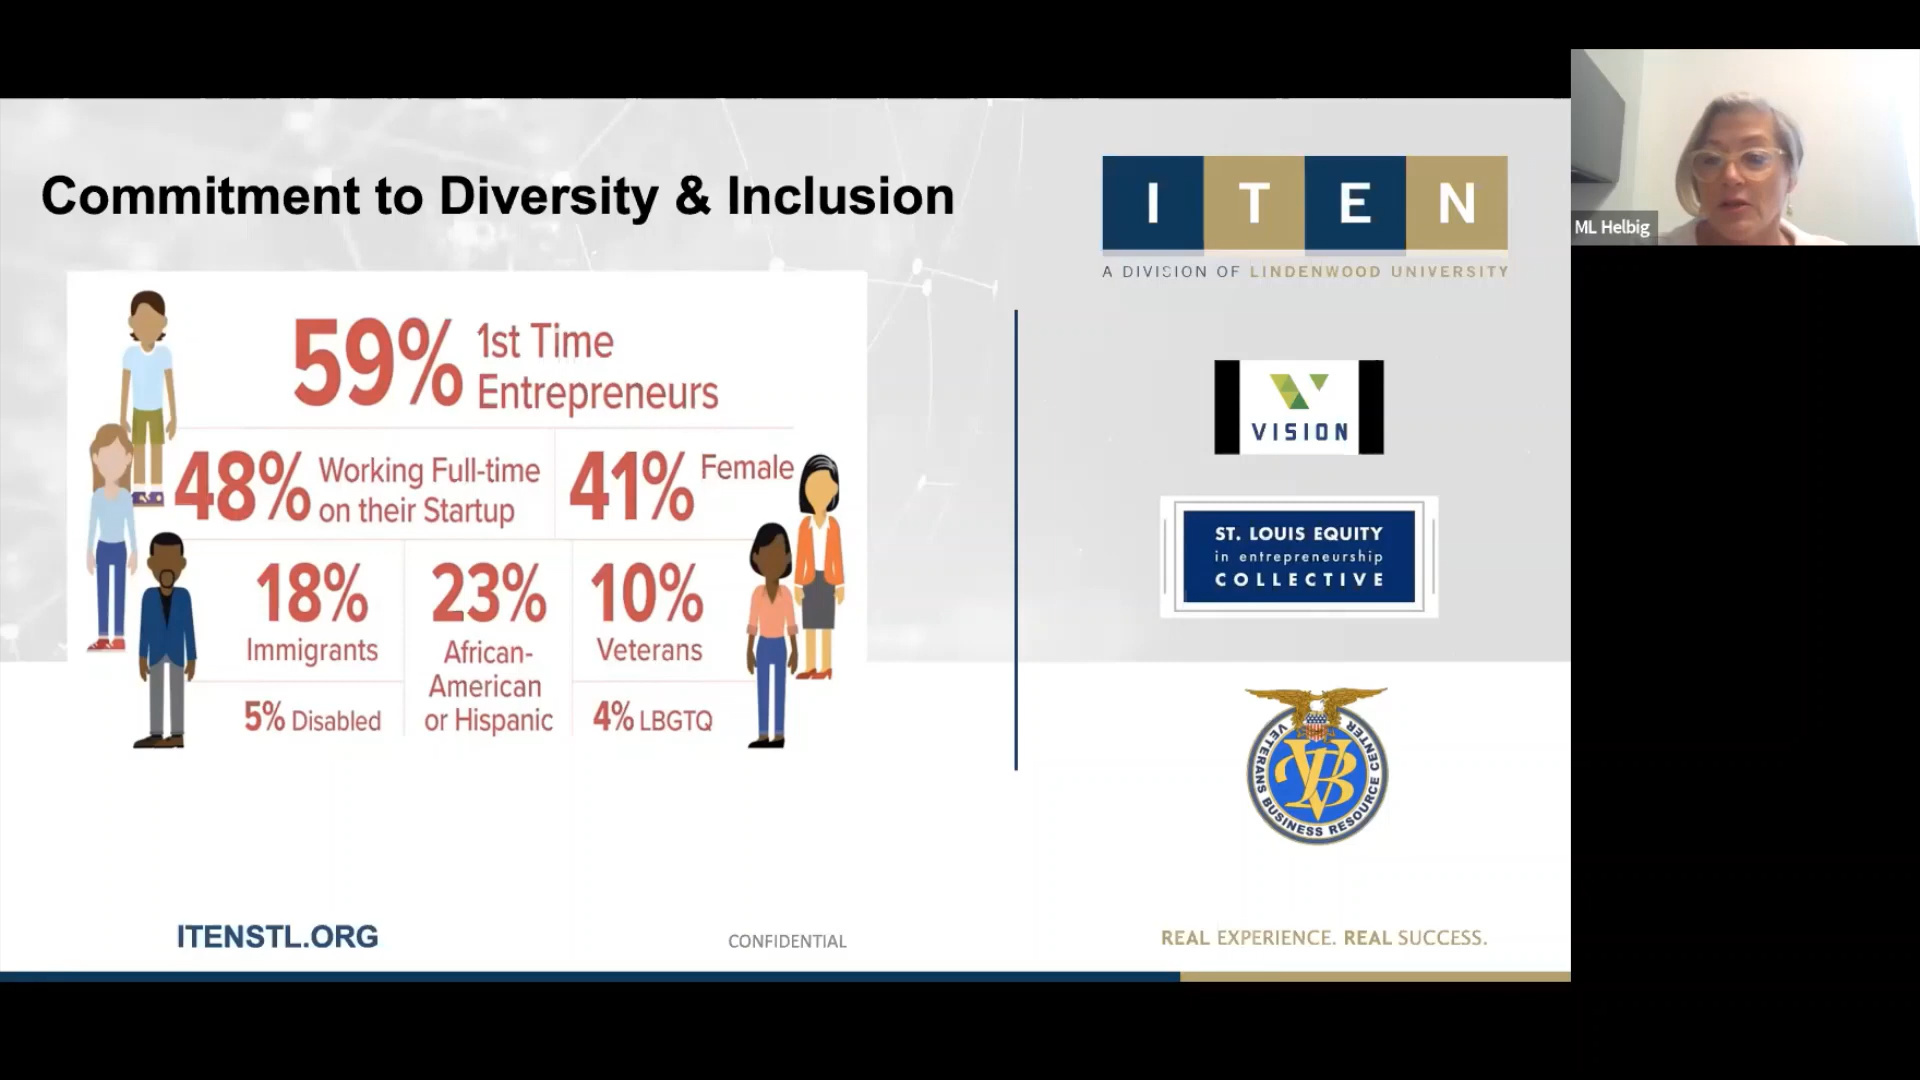 Commitment to Diversity & Inclusion
59% 1st Time
Entrepreneurs
48% Working Full-time
on their Startup
41% Female
18%
Immigrants
23%
African-
American
or Hispanic
10%
Veterans
5% Disabled
4% LBGTQ
I T E N
A DIVISION OF LINDENWOOD UNIVERSITY
VISION
ST. LOUIS EQUITY
in entrepreneurship
COLLECTIVE
VETERANS BUSINESS RESOURCE CENTER
VB
ITENSTL.ORG
CONFIDENTIAL
REAL EXPERIENCE. REAL SUCCESS.
ML Helbig